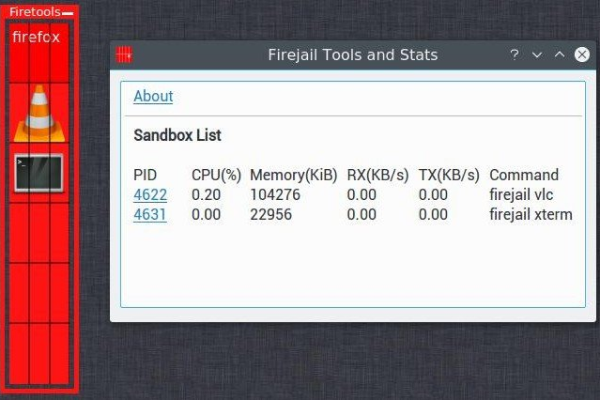 Firetools
firefox
>_
Firejail Tools and Stats
?
About
Sandbox List
PID CPU(%) Memory(KiB) RX(KB/s) TX(KB/s) Command
4622 0.20 104276 0.00 0.00 firejail vlc
4631 0.00 22956 0.00 0.00 firejail xterm